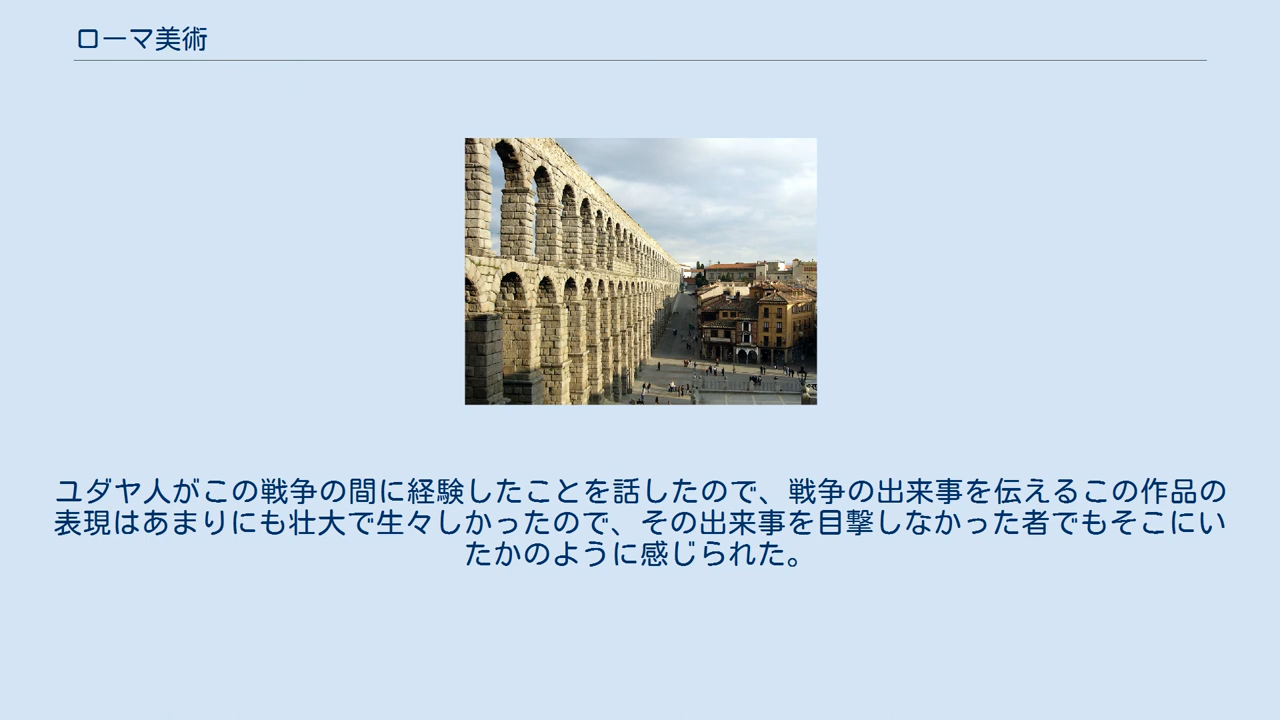 ローマ美術
ユダヤ人がこの戦争の間に経験したことを話したので、戦争の出来事を伝えるこの作品の
表現はあまりにも壮大で生々しかったので、その出来事を目撃しなかった者でもそこにい
たかのように感じられた。